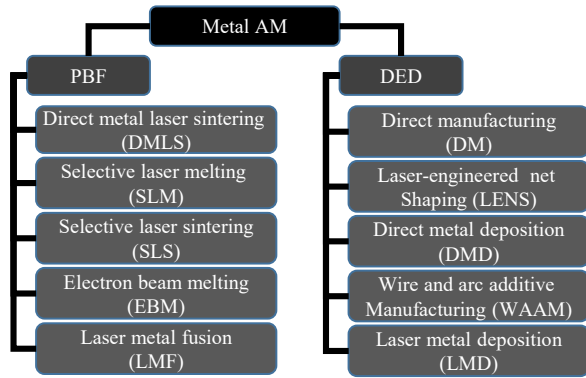 Metal AM
PBF
Direct metal laser sintering
(DMLS)
Selective laser melting
(SLM)
Selective laser sintering
(SLS)
Electron beam melting
(EBM)
Laser metal fusion
(LMF)
DED
Direct manufacturing
(DM)
Laser-engineered net
Shaping (LENS)
Direct metal deposition
(DMD)
Wire and arc additive
Manufacturing (WAAM)
Laser metal deposition
(LMD)